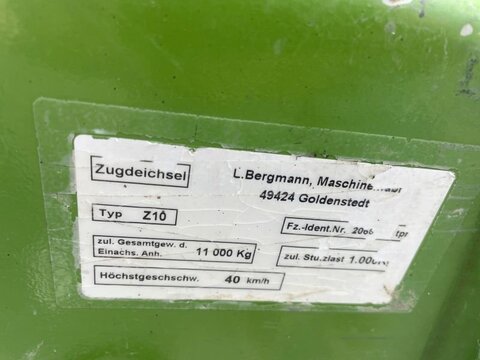 Zugdeichsel
L.Bergmann,
49424 Goldenstedt
Typ Z10
Fz.-Ident.Nr.
zul. Gesamtgew. d.
Einachs. Anh. 11 000 Kg
zul. Stu.zlast
Höchstgeschschw. 40 km/h